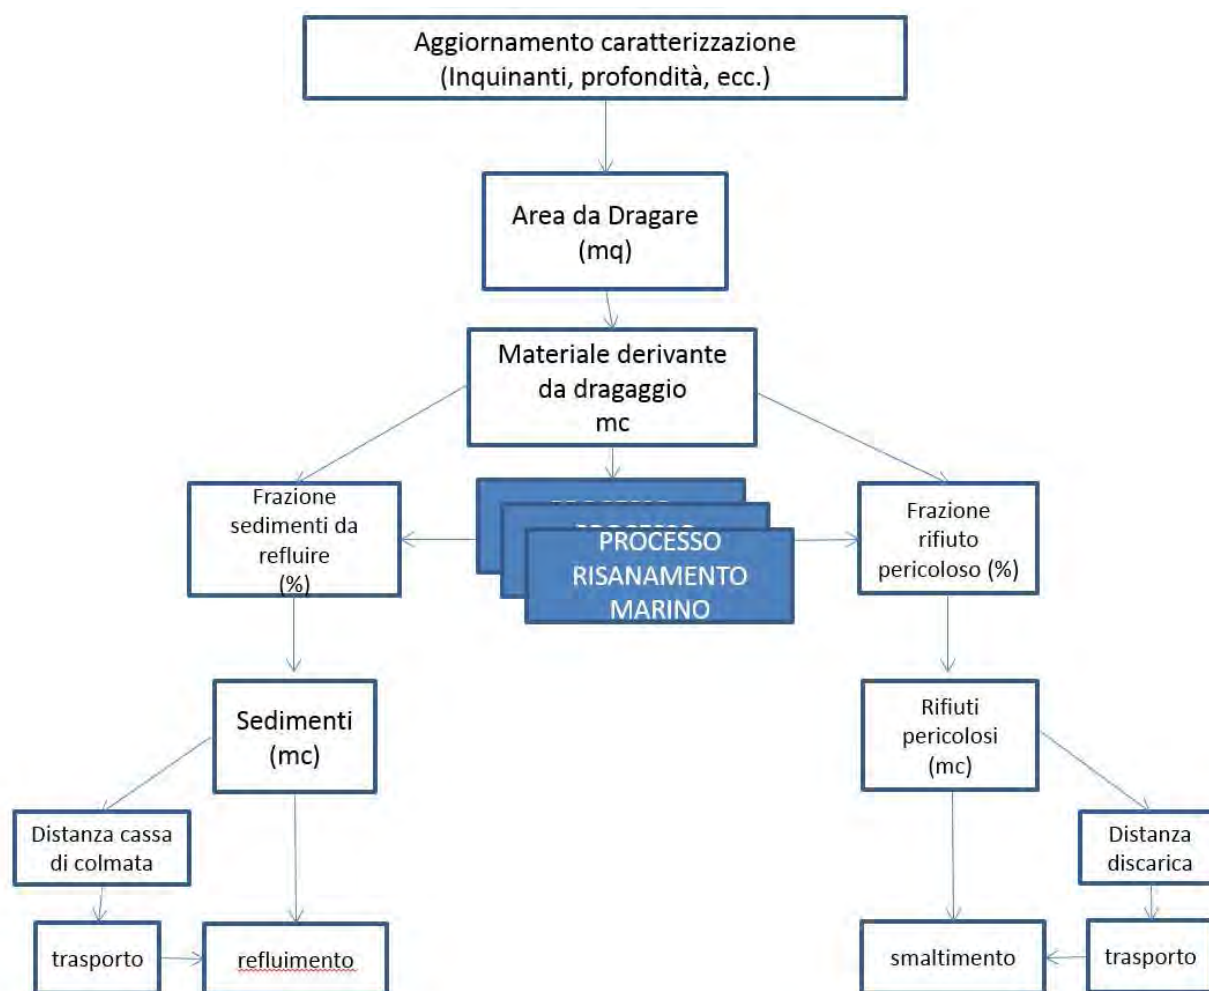 Aggiornamento caratterizzazione
(Inquinanti, profondità, ecc.)
Area da Dragare
(mq)
Materiale derivante
da dragaggio
mc
Frazione
sedimenti da
refluire
(%)
PROCESSO
PROCESSO
PROCESSO
RISANAMENTO
MARINO
Frazione
rifiuto
pericoloso (%)
Sedimenti
(mc)
Rifiuti
pericolosi
(mc)
Distanza cassa
di colmata
Distanza
discarica
trasporto
refluimento
smaltimento
trasporto